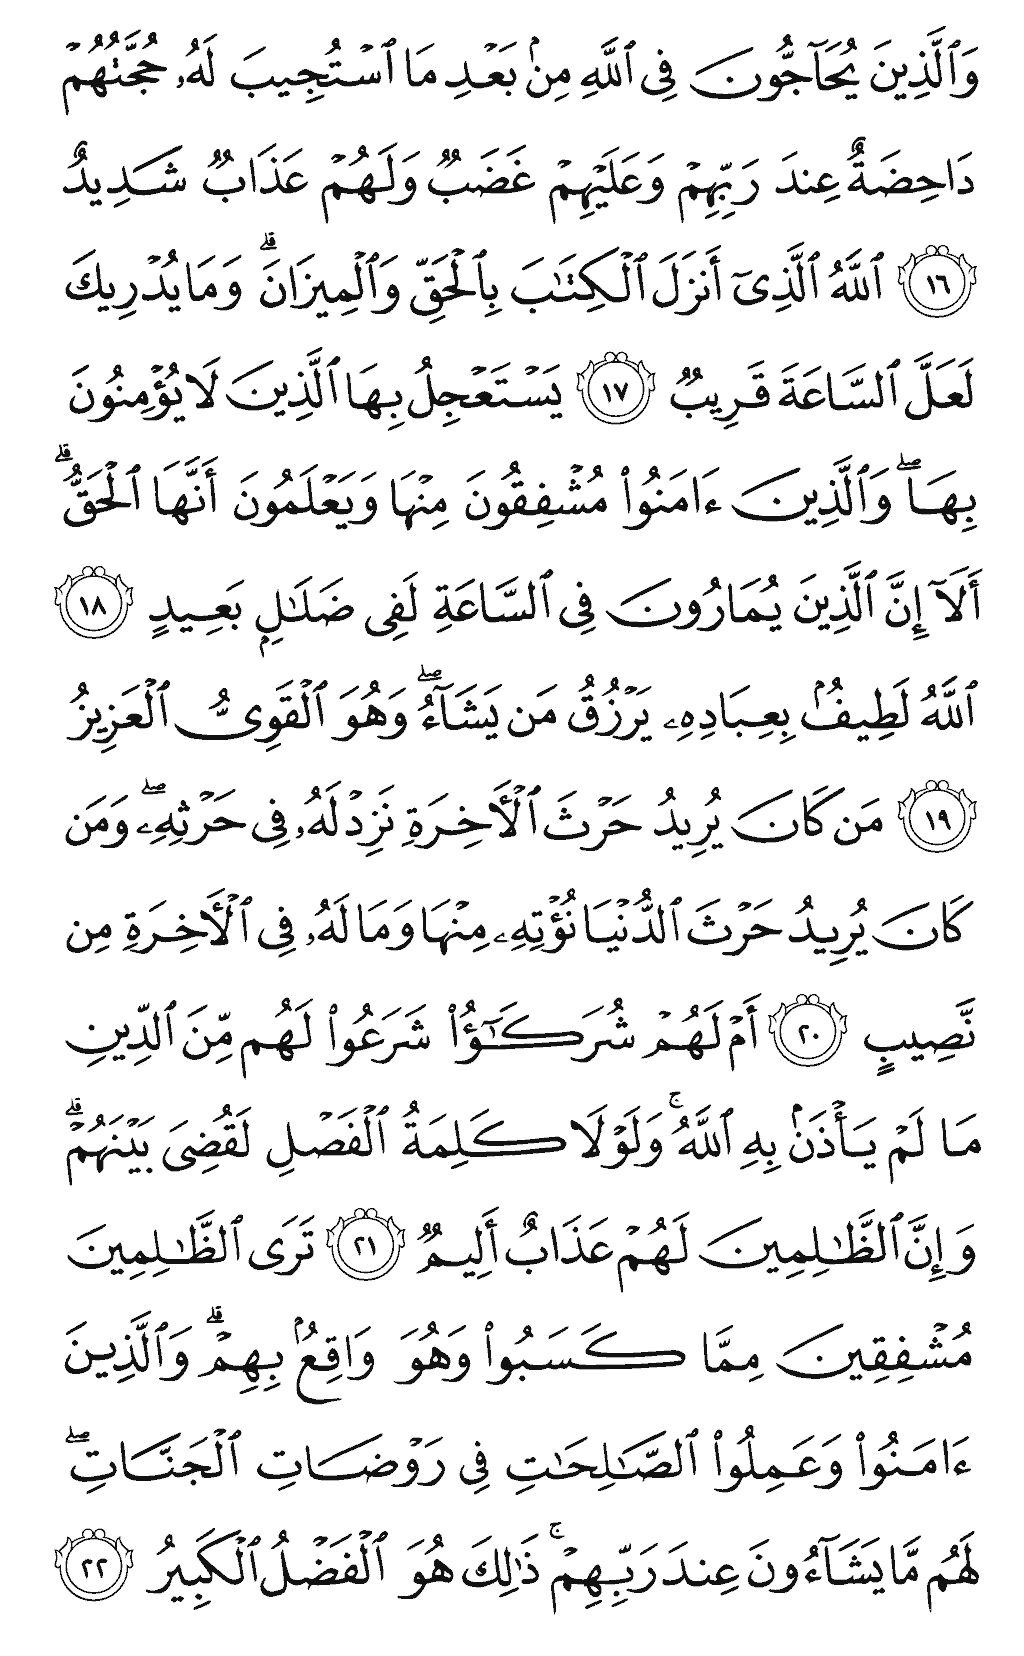 وَٱلَّذِينَ يُحَآجُّونَ فِى ٱللَّهِ مِنۢ بَعْدِ مَا ٱسْتُجِيبَ لَهُۥ حُجَّتُهُمْ
دَاحِضَةٌ عِندَ رَبِّهِمْ وَعَلَيْهِمْ غَضَبٌ وَلَهُمْ عَذَابٌ شَدِيدٌ
١٦ ٱللَّهُ ٱلَّذِىٓ أَنزَلَ ٱلْكِتَـٰبَ بِٱلْحَقِّ وَٱلْمِيزَانَ ۗ وَمَا يُدْرِيكَ
لَعَلَّ ٱلسَّاعَةَ قَرِيبٌ ١٧ يَسْتَعْجِلُ بِهَا ٱلَّذِينَ لَا يُؤْمِنُونَ
بِهَا ۖ وَٱلَّذِينَ ءَامَنُوا۟ مُشْفِقُونَ مِنْهَا وَيَعْلَمُونَ أَنَّهَا ٱلْحَقُّ ۗ
أَلَآ إِنَّ ٱلَّذِينَ يُمَارُونَ فِى ٱلسَّاعَةِ لَفِى ضَلَـٰلٍۭ بَعِيدٍ ١٨
ٱللَّهُ لَطِيفٌۢ بِعِبَادِهِۦ يَرْزُقُ مَن يَشَآءُ ۖ وَهُوَ ٱلْقَوِىُّ ٱلْعَزِيزُ
١٩ مَن كَانَ يُرِيدُ حَرْثَ ٱلْـَٔاخِرَةِ نَزِدْ لَهُۥ فِى حَرْثِهِۦ ۖ وَمَن
كَانَ يُرِيدُ حَرْثَ ٱلدُّنْيَا نُؤْتِهِۦ مِنْهَا وَمَا لَهُۥ فِى ٱلْـَٔاخِرَةِ مِن
نَّصِيبٍ ٢٠ أَمْ لَهُمْ شُرَكَـٰٓؤُا۟ شَرَعُوا۟ لَهُم مِّنَ ٱلدِّينِ
مَا لَمْ يَأْذَنۢ بِهِ ٱللَّهُ ۚ وَلَوْلَا كَلِمَةُ ٱلْفَصْلِ لَقُضِىَ بَيْنَهُمْ ۗ
وَإِنَّ ٱلظَّـٰلِمِينَ لَهُمْ عَذَابٌ أَلِيمٌ ٢١ تَرَى ٱلظَّـٰلِمِينَ
مُشْفِقِينَ مِمَّا كَسَبُوا۟ وَهُوَ وَاقِعٌۢ بِهِمْ ۗ وَٱلَّذِينَ
ءَامَنُوا۟ وَعَمِلُوا۟ ٱلصَّـٰلِحَـٰتِ فِى رَوْضَاتِ ٱلْجَنَّاتِ ۖ
لَهُم مَّا يَشَآءُونَ عِندَ رَبِّهِمْ ۚ ذَٰلِكَ هُوَ ٱلْفَضْلُ ٱلْكَبِيرُ ٢٢